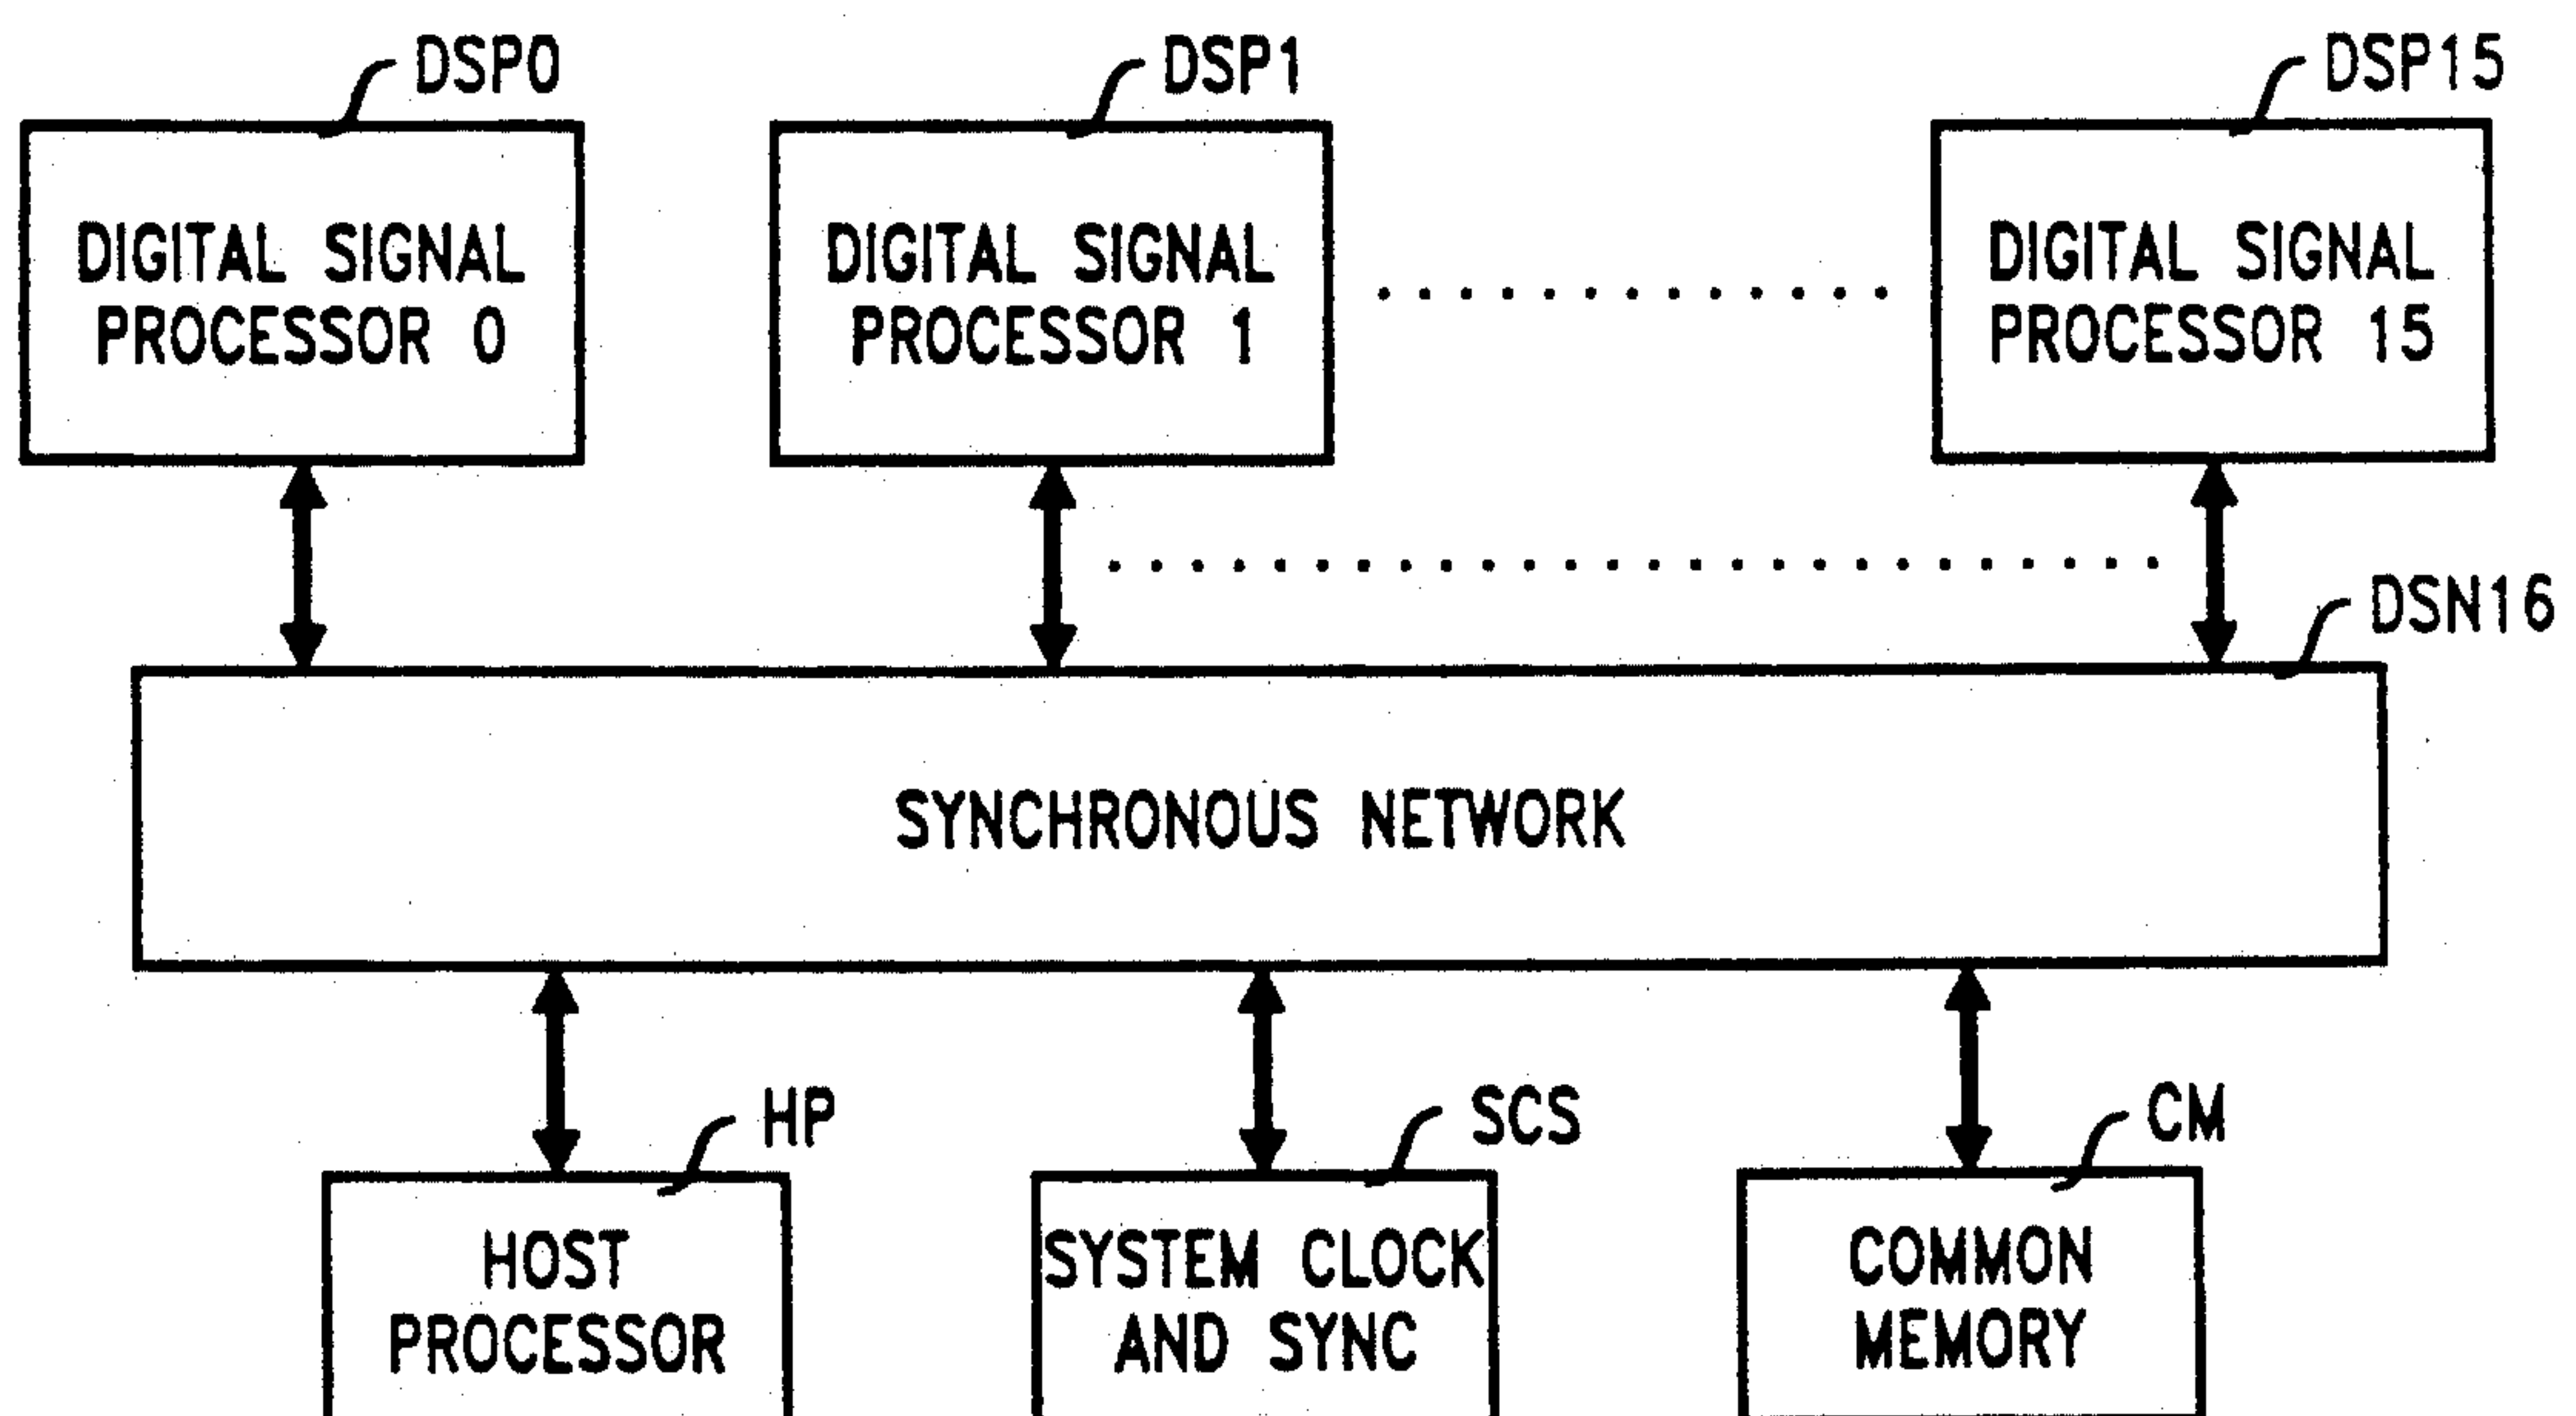 DSP0
DSP1
DSP15
DIGITAL SIGNAL
PROCESSOR 0
DIGITAL SIGNAL
PROCESSOR 1
DIGITAL SIGNAL
PROCESSOR 15
DSN16
SYNCHRONOUS NETWORK
HP
SCS
CM
HOST
PROCESSOR
SYSTEM CLOCK
AND SYNC
COMMON
MEMORY